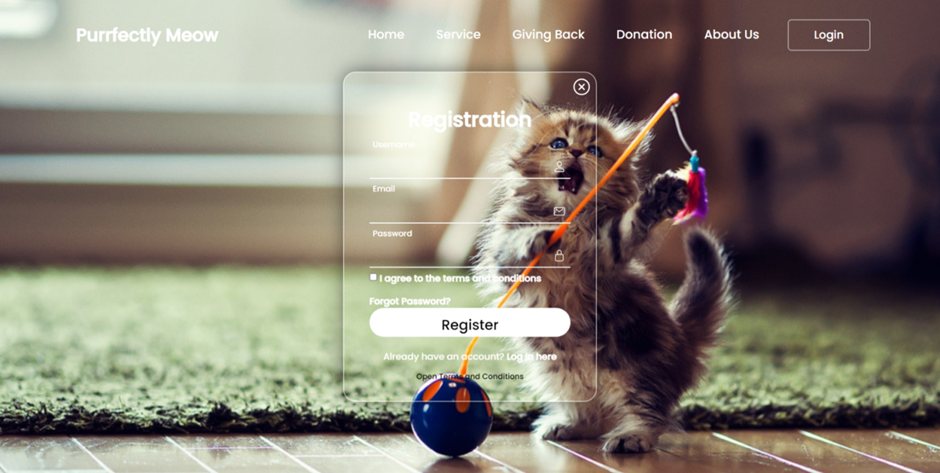 Purrfectly Meow
Home Service Giving Back Donation About Us Login
Registration
Username
Email
Password
I agree to the terms and conditions
Forgot Password?
Register
Already have an account? Log in here
Open Terms and Conditions